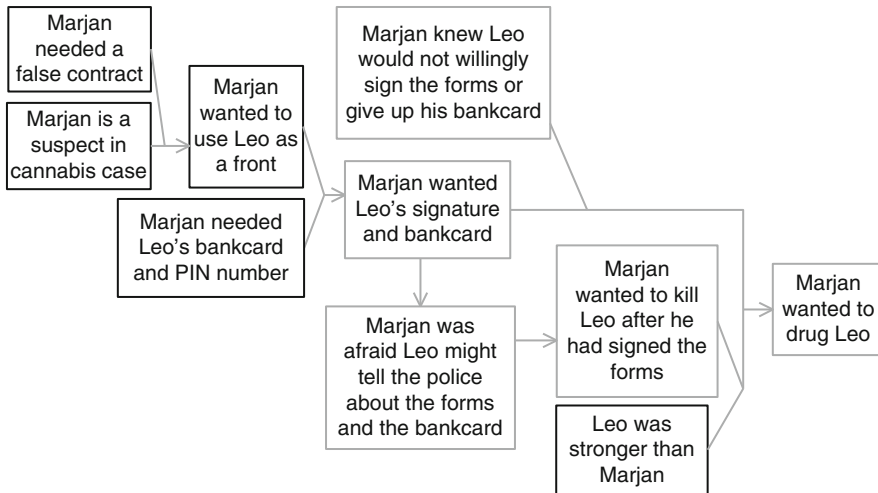 Marjan
needed a
false contract
Marjan is a
suspect in
cannabis case
Marjan
wanted to
use Leo as
a front
Marjan needed
Leo's bankcard
and PIN number
Marjan knew Leo
would not willingly
sign the forms or
give up his bankcard
Marjan wanted
Leo's signature
and bankcard
Marjan was
afraid Leo might
tell the police
about the forms
and the bankcard
Marjan
wanted to kill
Leo after he
had signed the
forms
Leo was
stronger than
Marjan
Marjan
wanted to
drug Leo